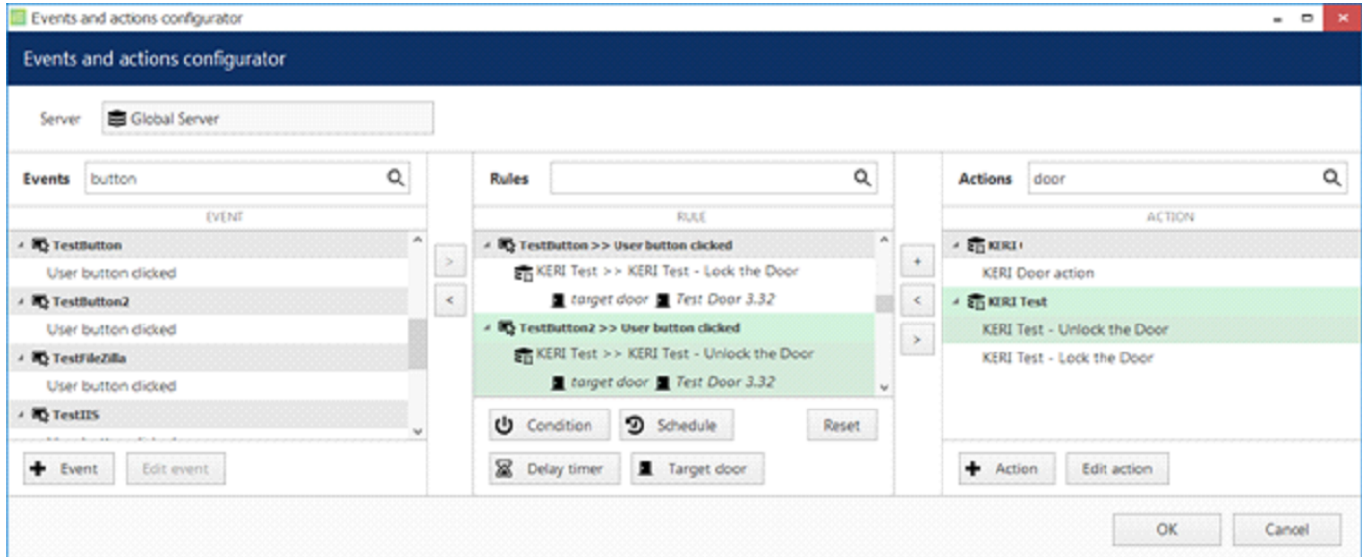 Events and actions configurator
Events and actions configurator
Server Global Server
Events button
EVENT
TestButton
User button clicked
TestButton2
User button clicked
TestFileZilla
User button clicked
TestIIS
Rules
RULE
TestButton >> User button clicked
KERI Test >> KERI Test - Lock the Door
target door Test Door 3.32
TestButton2 >> User button clicked
KERI Test >> KERI Test - Unlock the Door
target door Test Door 3.32
Actions door
ACTION
KERI
KERI Door action
KERI Test
KERI Test - Unlock the Door
KERI Test - Lock the Door
+ Event Edit event
Condition Schedule Reset
Delay timer Target door
+ Action Edit action
OK Cancel